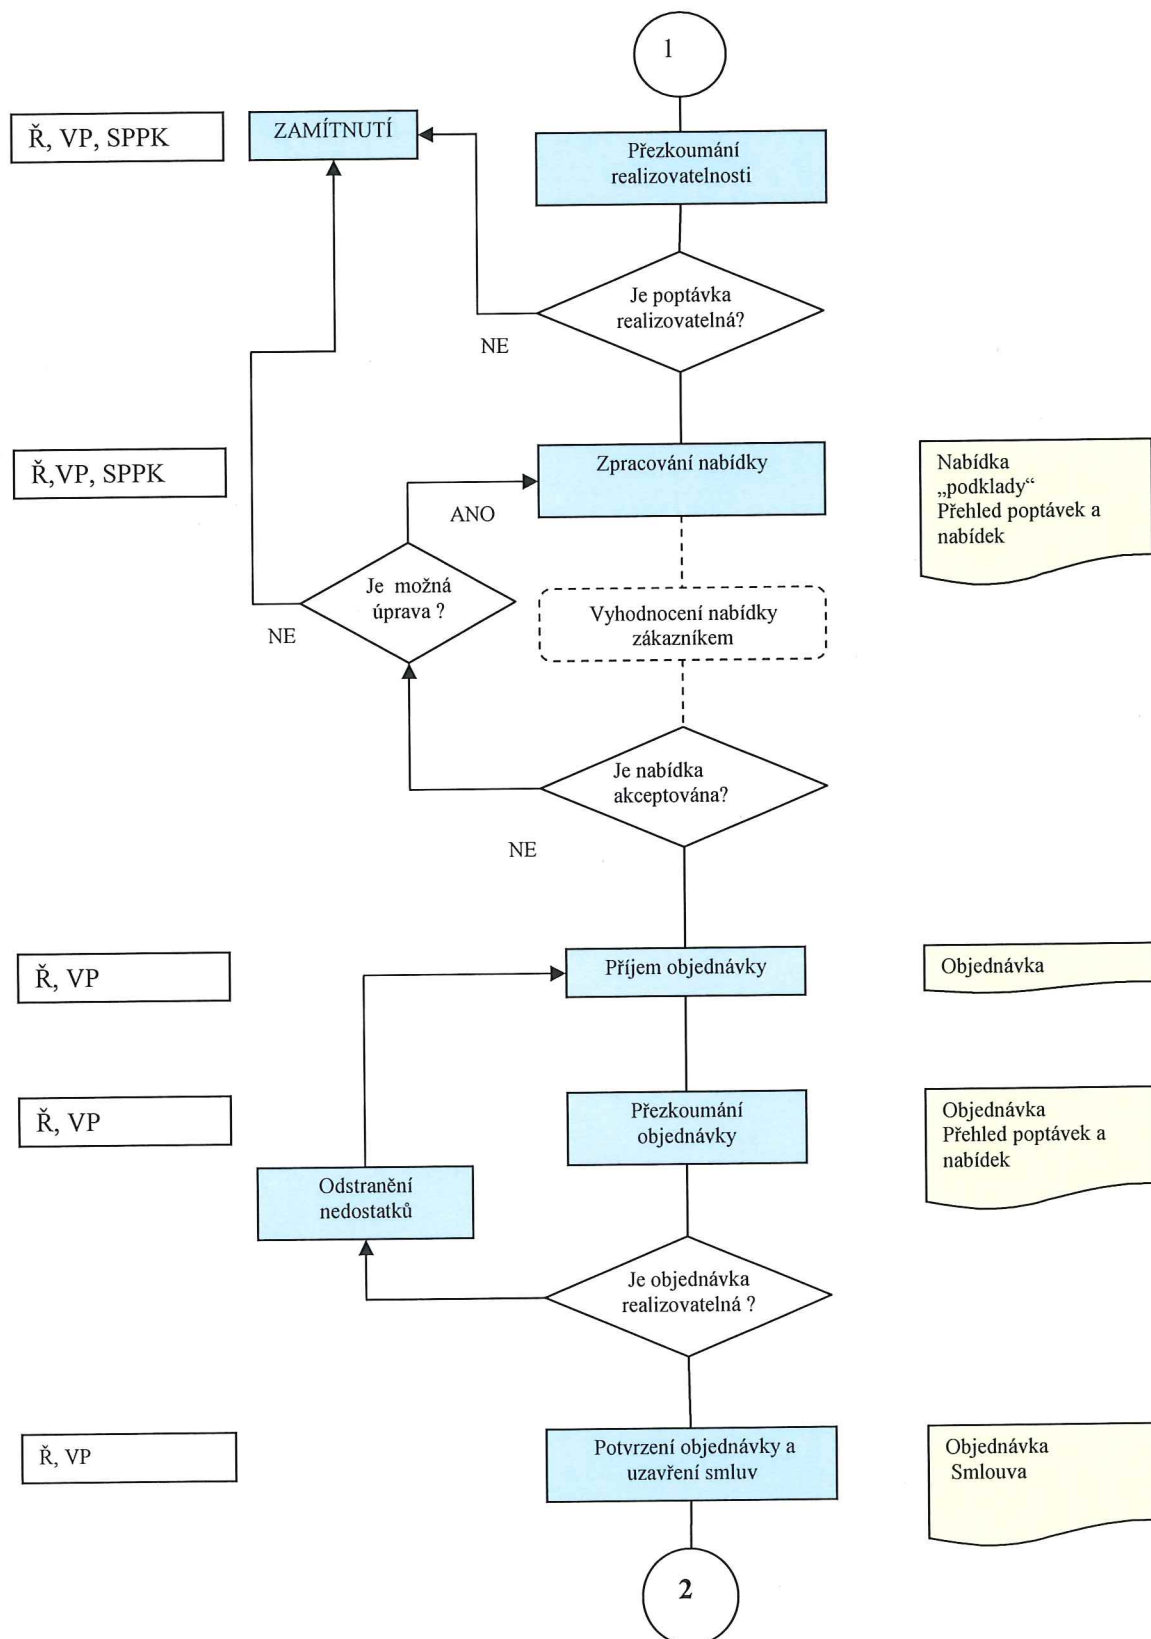 1
Ř, VP, SPPK
ZAMÍTNUTÍ
Přezkoumání
realizovatelnosti
Je poptávka
realizovatelná?
NE
Ř,VP, SPPK
Zpracování nabídky
Nabídka
„podklady“
Přehled poptávek a
nabídek
ANO
Je možná
úprava ?
NE
Vyhodnocení nabídky
zákazníkem
Je nabídka
akceptována?
NE
Ř, VP
Příjem objednávky
Objednávka
Ř, VP
Přezkoumání
objednávky
Objednávka
Přehled poptávek a
nabídek
Odstranění
nedostatků
Je objednávka
realizovatelná ?
Ř, VP
Potvrzení objednávky a
uzavření smluv
Objednávka
Smlouva
2